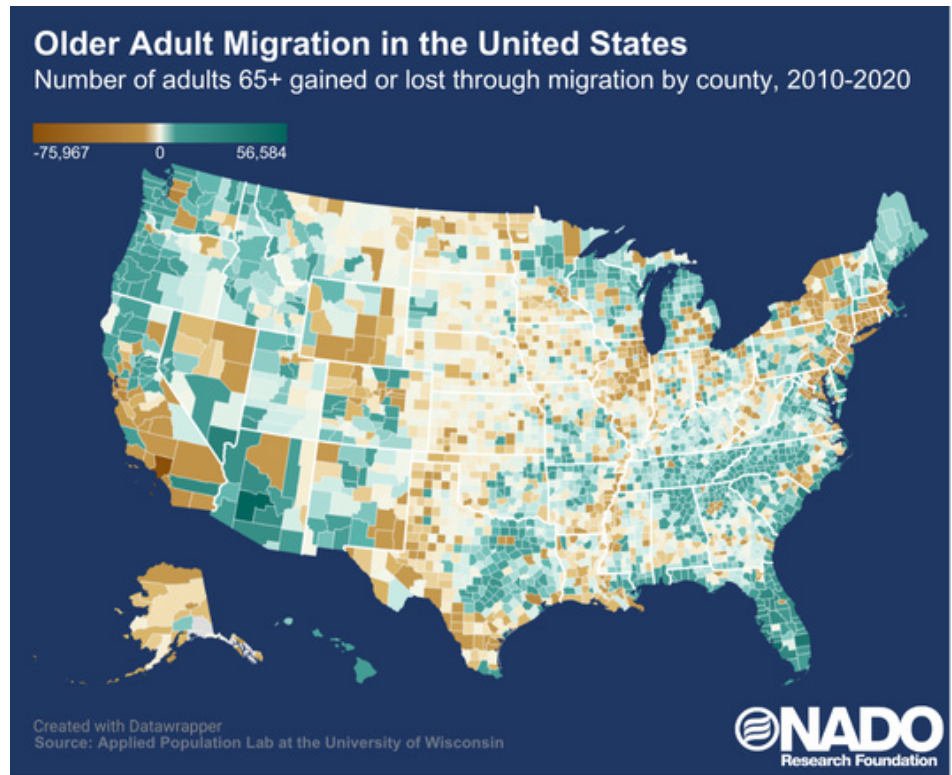 Older Adult Migration in the United States
Number of adults 65+ gained or lost through migration by county, 2010-2020
-75,967 0 56,584
Created with Datawrapper
Source: Applied Population Lab at the University of Wisconsin
NADO
Research Foundation